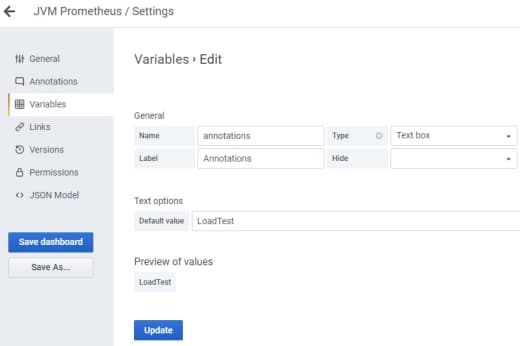 JVM Prometheus / Settings
General
Annotations
Variables
Links
Versions
Permissions
JSON Model
Save dashboard
Save As...
Variables › Edit
General
Name annotations Type Text box
Label Annotations Hide
Text options
Default value LoadTest
Preview of values
LoadTest
Update